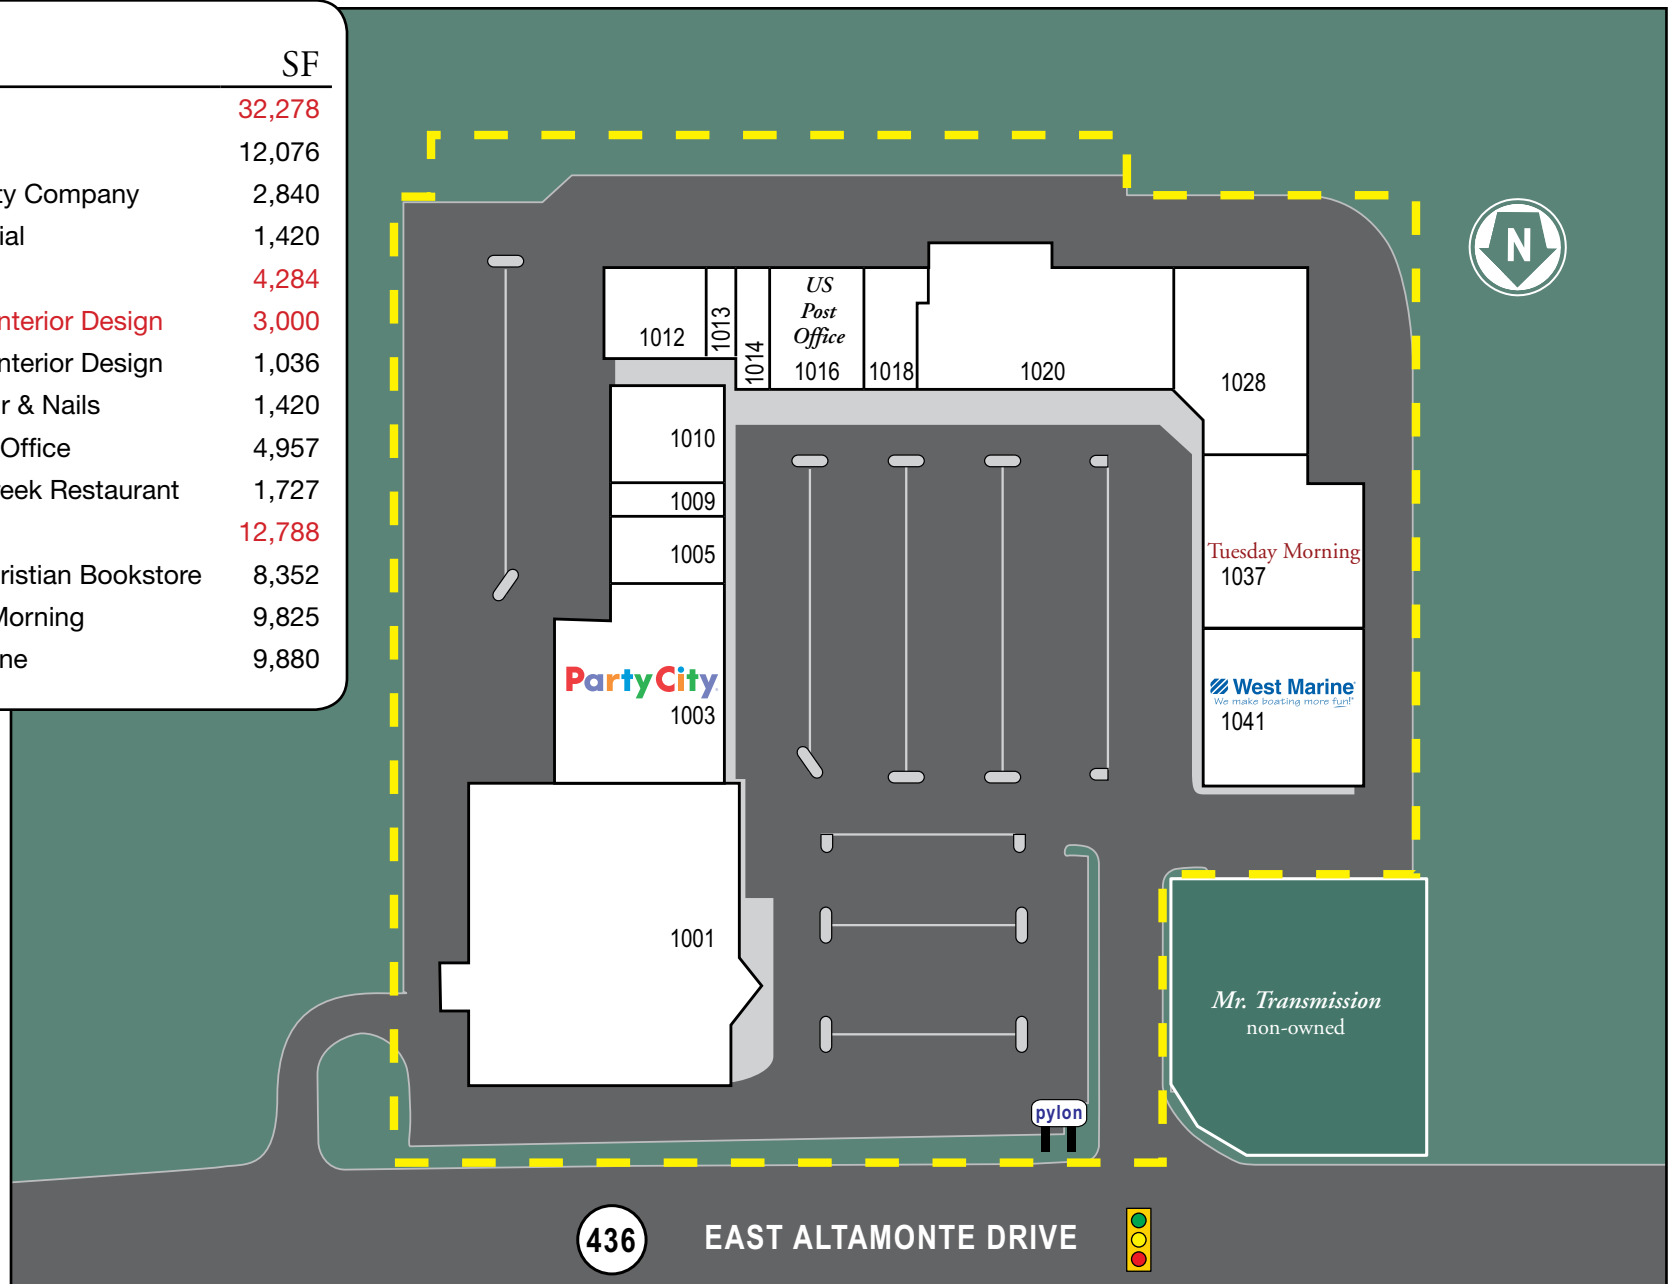 SF
32,278
12,076
ty Company 2,840
ial 1,420
4,284
nterior Design 3,000
nterior Design 1,036
r & Nails 1,420
Office 4,957
eek Restaurant 1,727
12,788
ristian Bookstore 8,352
Morning 9,825
ne 9,880
N
US
Post
Office
1012
1013
1014
1016
1018
1020
1028
1010
1009
1005
Tuesday Morning
1037
PartyCity
1003
West Marine
We make boating more fun!
1041
1001
Mr. Transmission
non-owned
pylon
436
EAST ALTAMONTE DRIVE